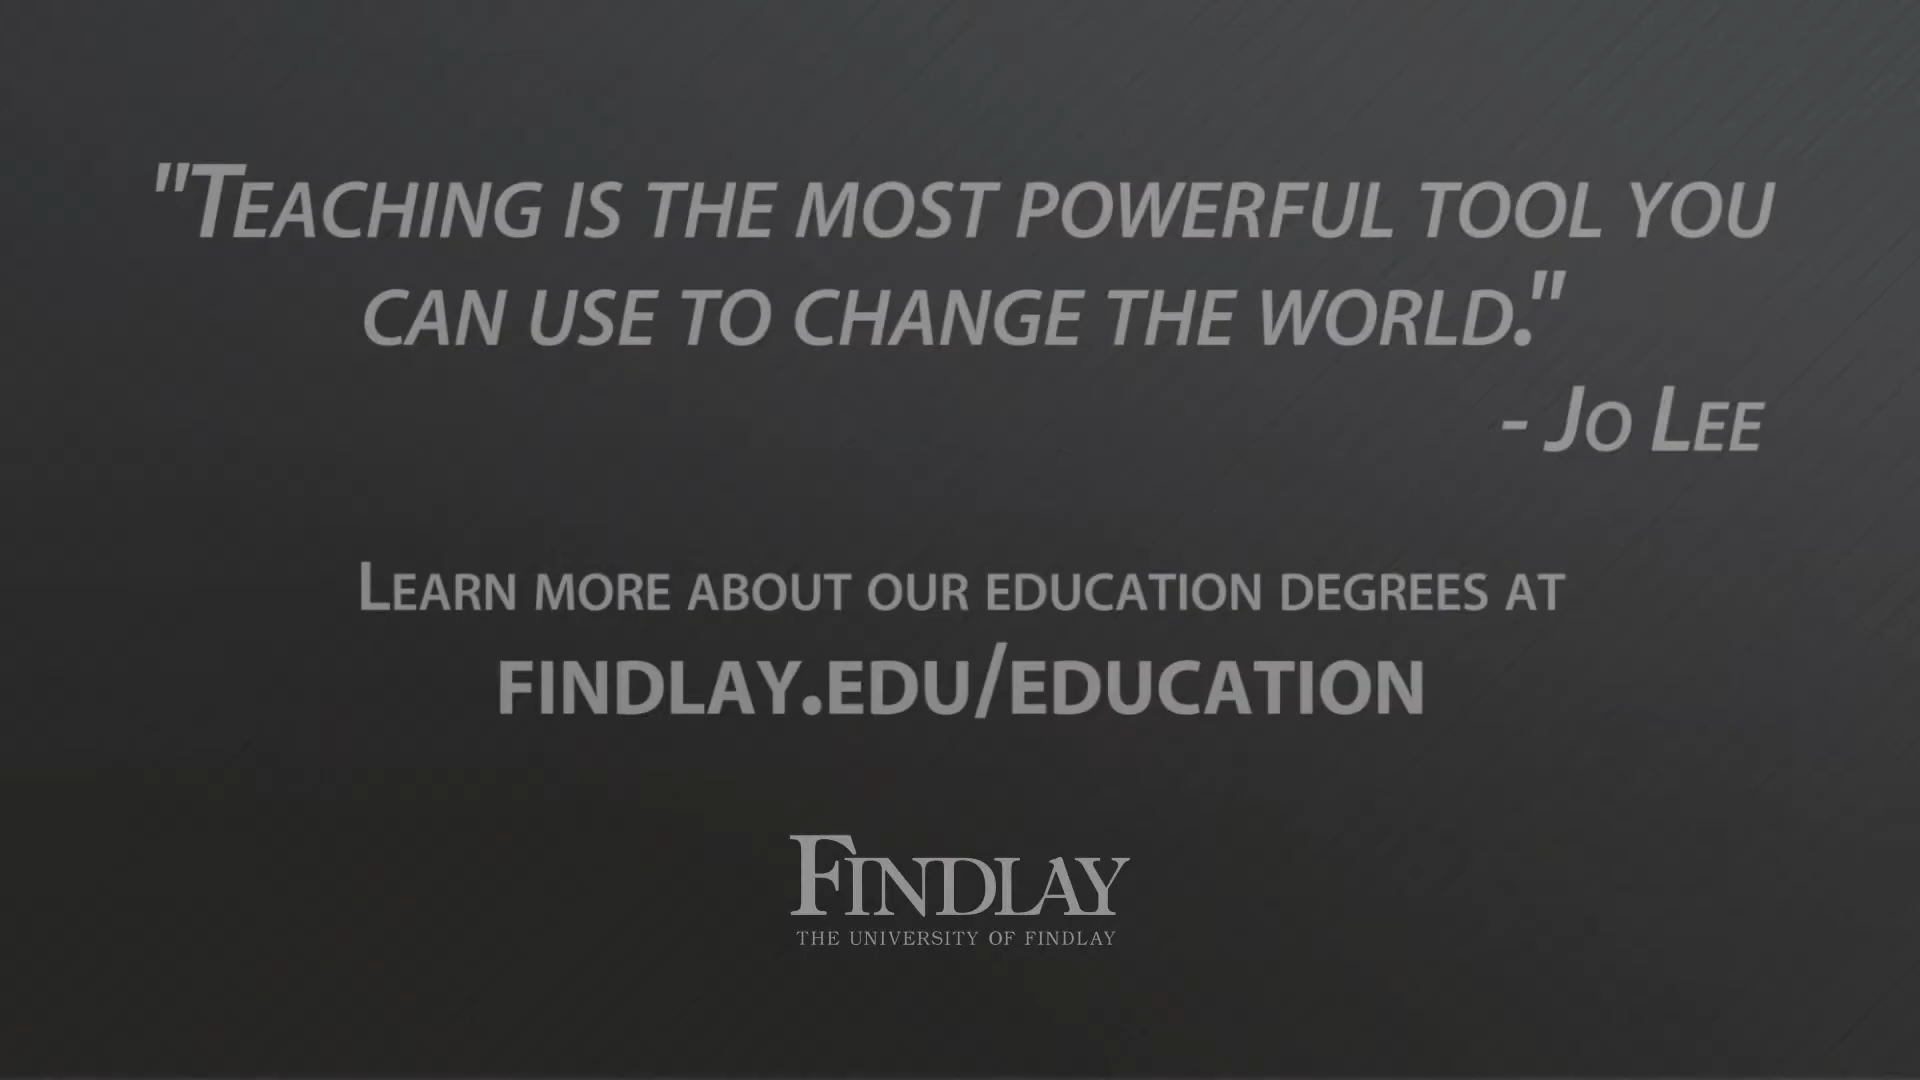 "Teaching is the most powerful tool you
can use to change the world."
- Jo Lee
Learn more about our education degrees at
findlay.edu/education
Findlay
THE UNIVERSITY OF FINDLAY